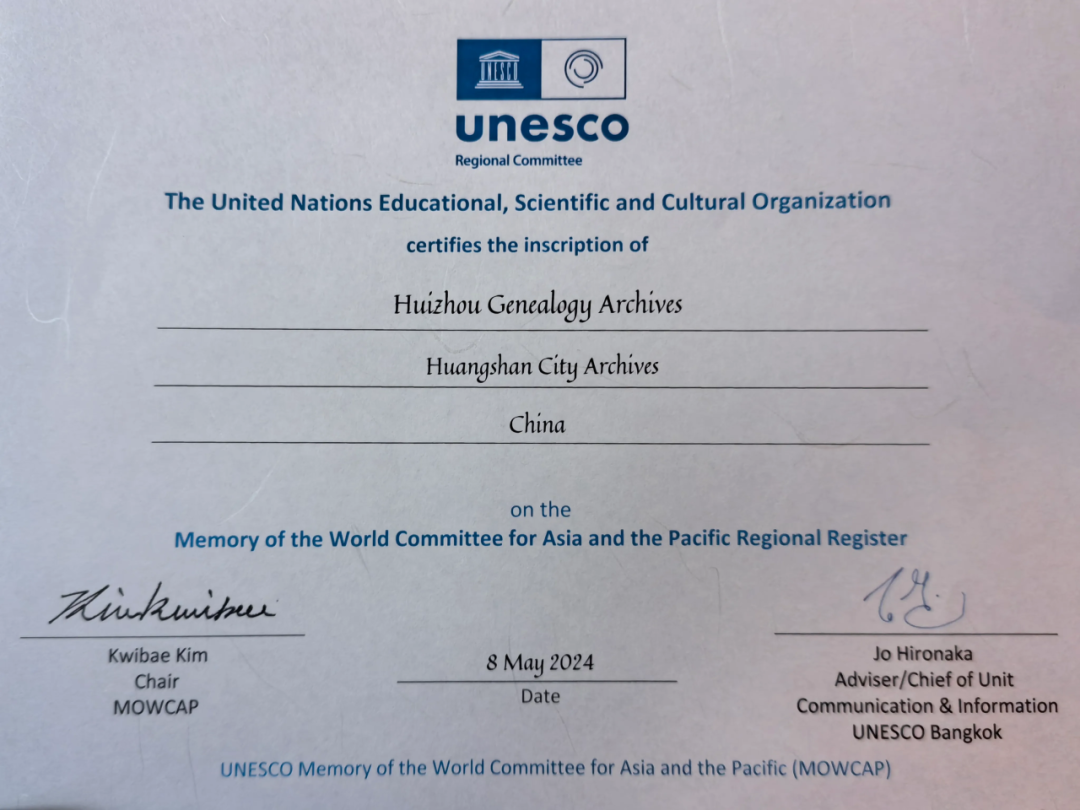 unesco
Regional Committee
The United Nations Educational, Scientific and Cultural Organization
certifies the inscription of
Huizhou Genealogy Archives
Huangshan City Archives
China
on the
Memory of the World Committee for Asia and the Pacific Regional Register
Kwibae Kim
Chair
MOWCAP
8 May 2024
Date
Jo Hironaka
Adviser/Chief of Unit
Communication & Information
UNESCO Bangkok
UNESCO Memory of the World Committee for Asia and the Pacific (MOWCAP)